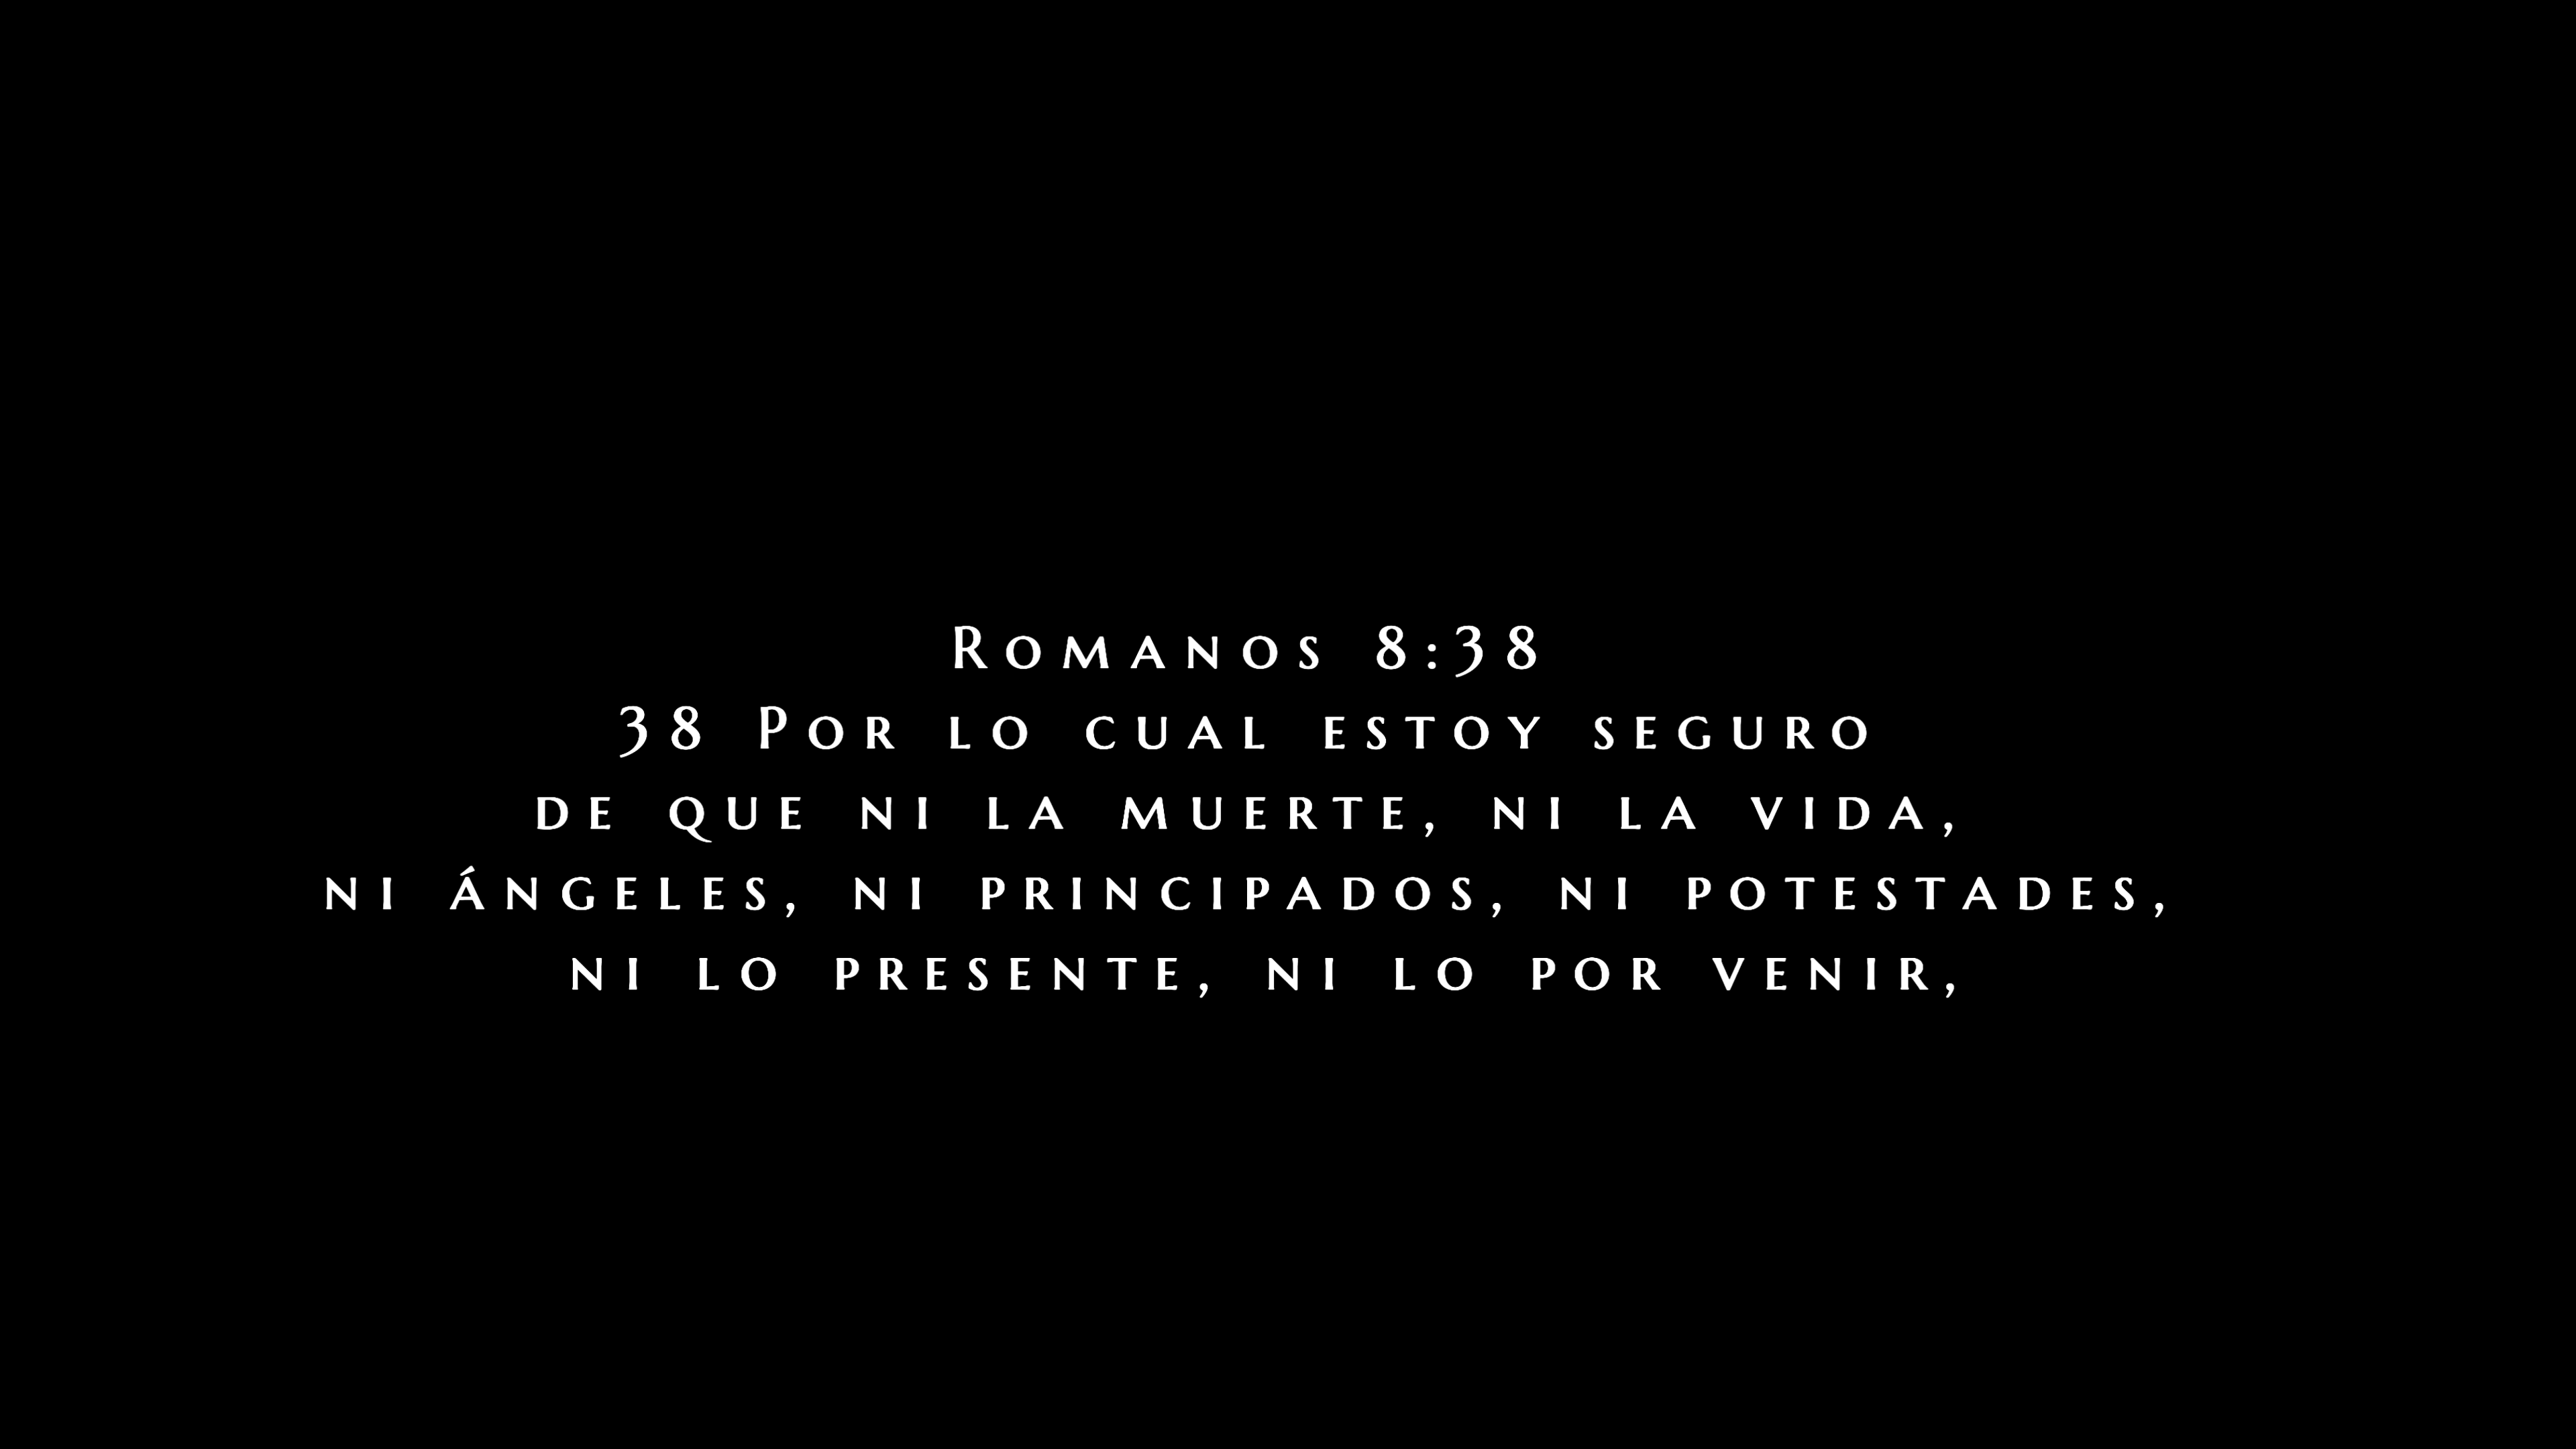 Romanos 8:38
38 Por lo cual estoy seguro
de que ni la muerte, ni la vida,
ni ángeles, ni principados, ni potestades,
ni lo presente, ni lo por venir,